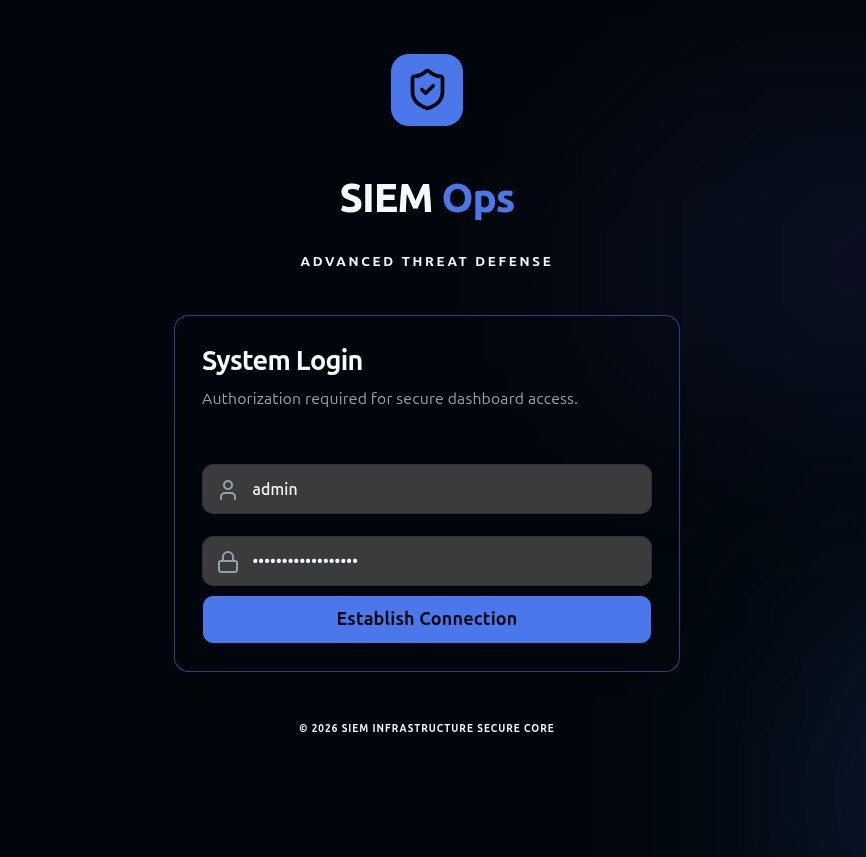 SIEM Ops
ADVANCED THREAT DEFENSE
System Login
Authorization required for secure dashboard access.
admin
••••••••••••••••••
Establish Connection
© 2026 SIEM INFRASTRUCTURE SECURE CORE